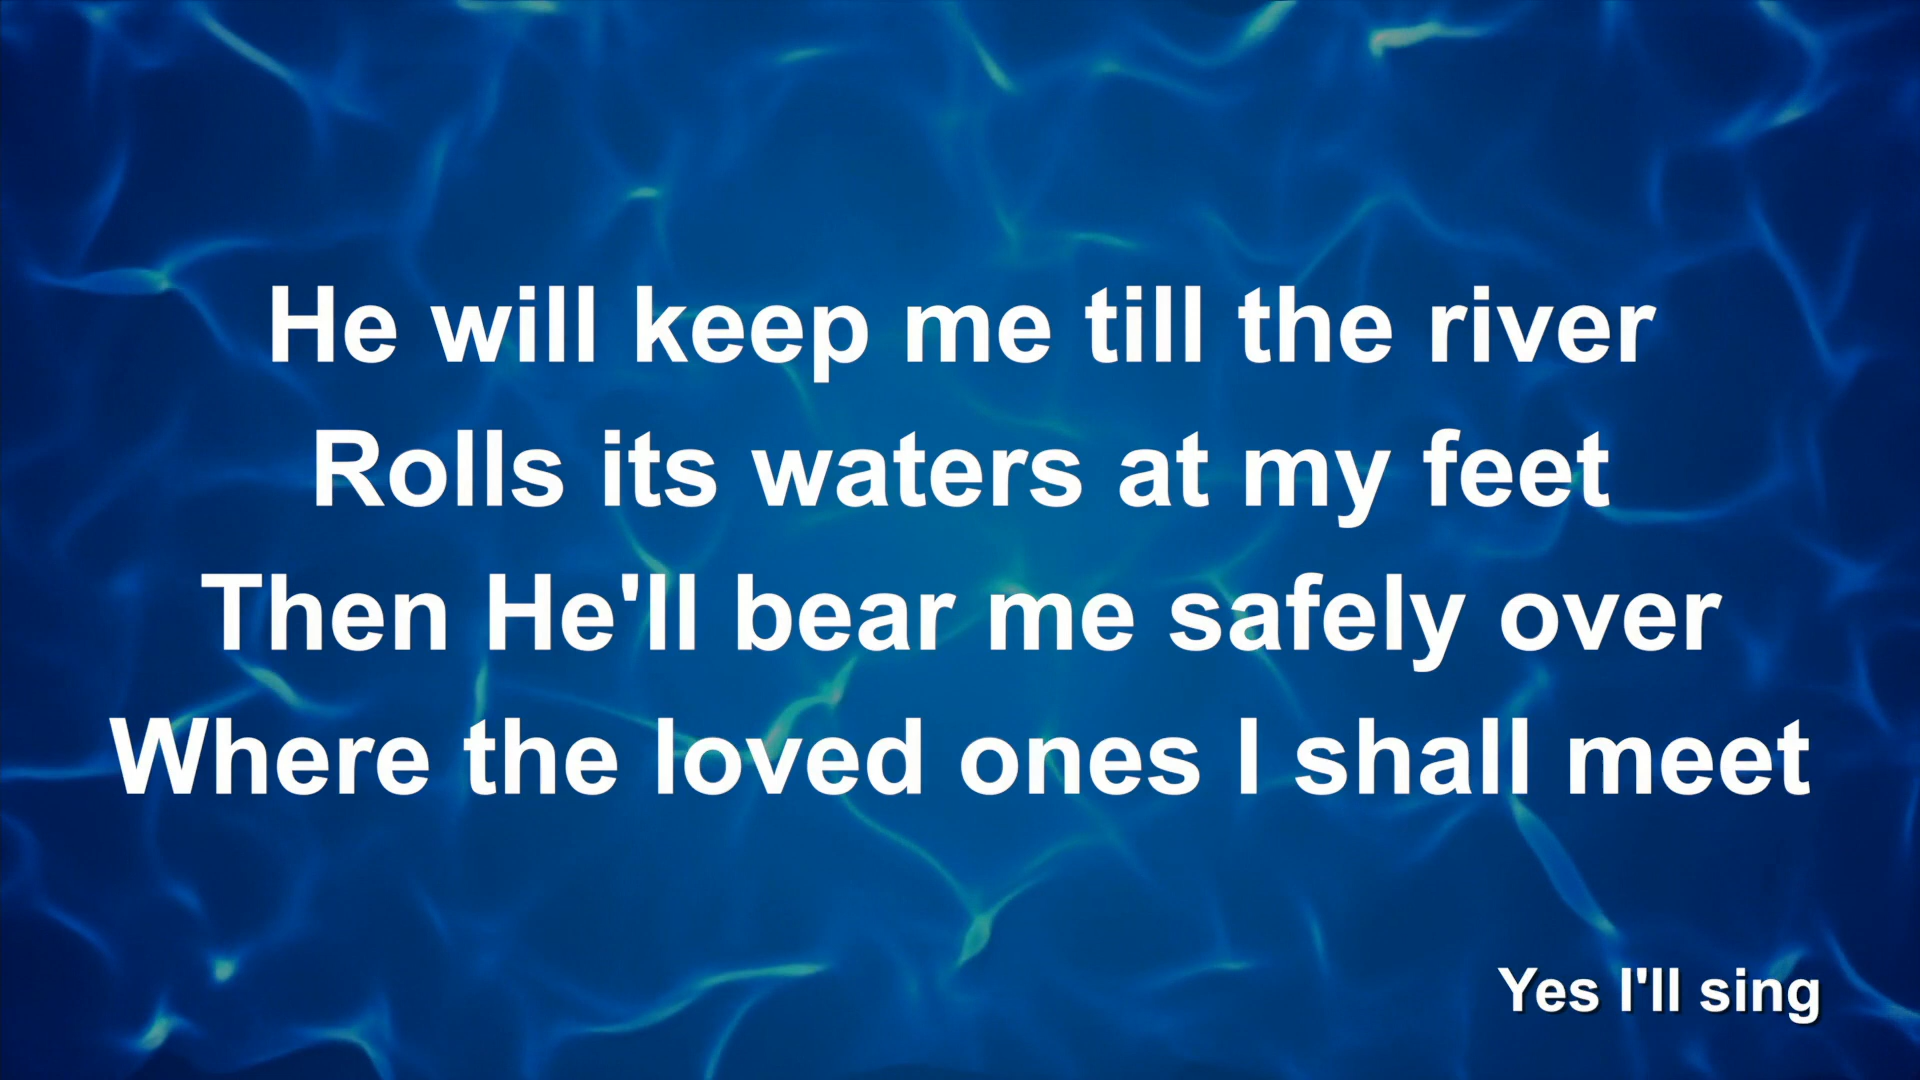 He will keep me till the river
Rolls its waters at my feet
Then He'll bear me safely over
Where the loved ones I shall meet
Yes I'll sing